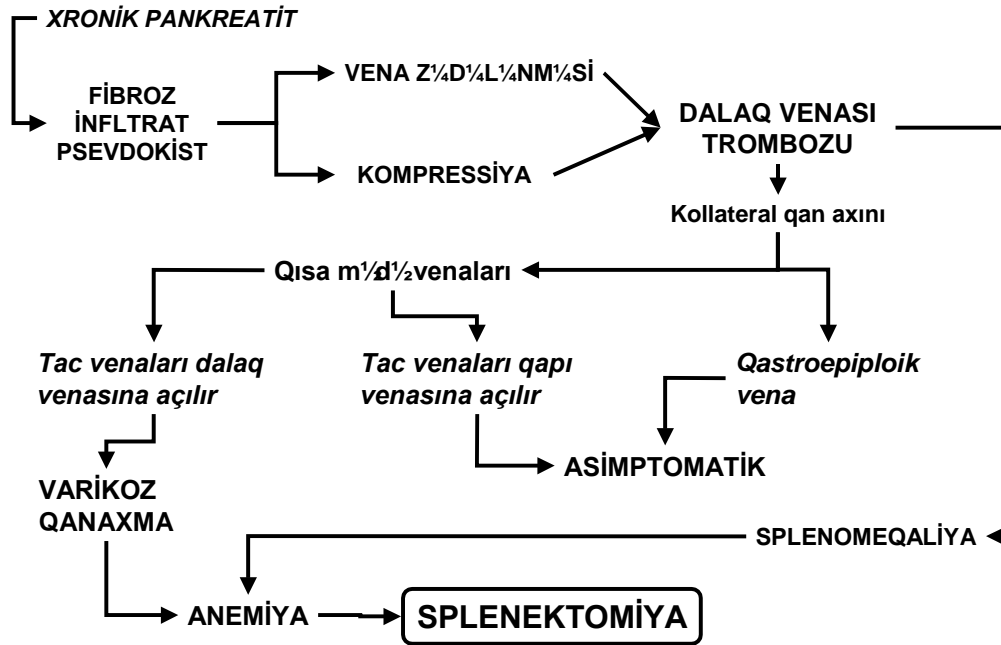 XRONİK PANKREATİT
VENA Z¼D¼L¼NM¼Sİ
FİBROZ
İNFLTRAT
PSEVDOKİST
DALAQ VENASI
TROMBOZU
KOMPRESSİYA
Kollateral qan axını
Qısa m½d½venaları
Tac venaları dalaq
venasına açılır
Tac venaları qapı
venasına açılır
Qastroepiploik
vena
ASİMPTOMATİK
VARİKOZ
QANAXMA
SPLENOMEQALİYA
ANEMİYA
SPLENEKTOMİYA